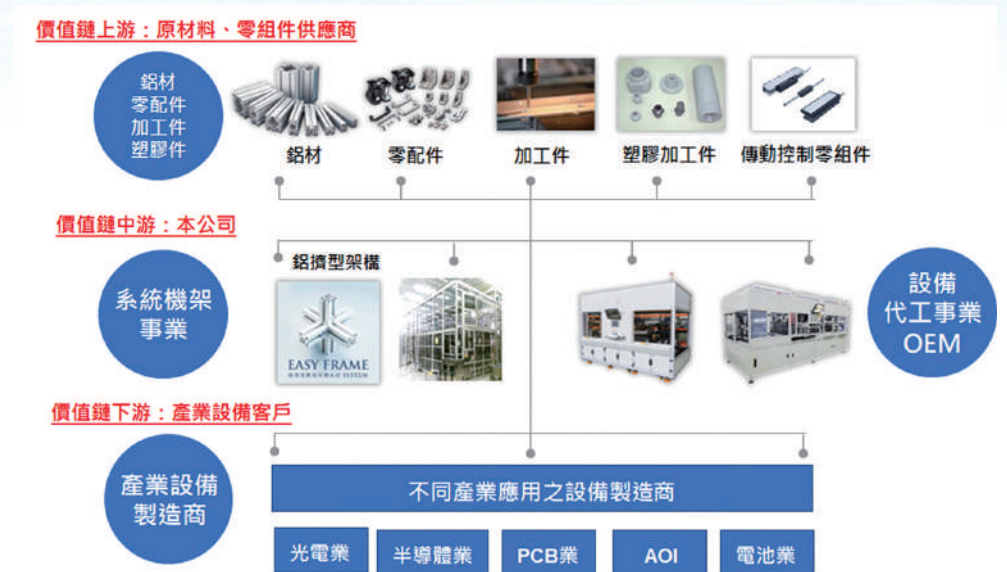 價值鏈上游：原材料、零組件供應商
鋁材
零配件
加工件
塑膠件
鋁材
零配件
加工件
塑膠加工件
傳動控制零組件
價值鏈中游：本公司
系統機架
事業
鋁擠型架構
EASY FRAME
SYSTEM
設備
代工事業
OEM
價值鏈下游：產業設備客戶
產業設備
製造商
不同產業應用之設備製造商
光電業
半導體業
PCB業
AOI
電池業